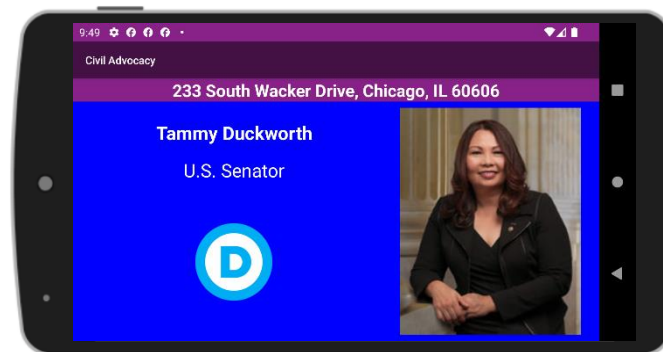 9:49
Civil Advocacy
233 South Wacker Drive, Chicago, IL 60606
Tammy Duckworth
U.S. Senator
D